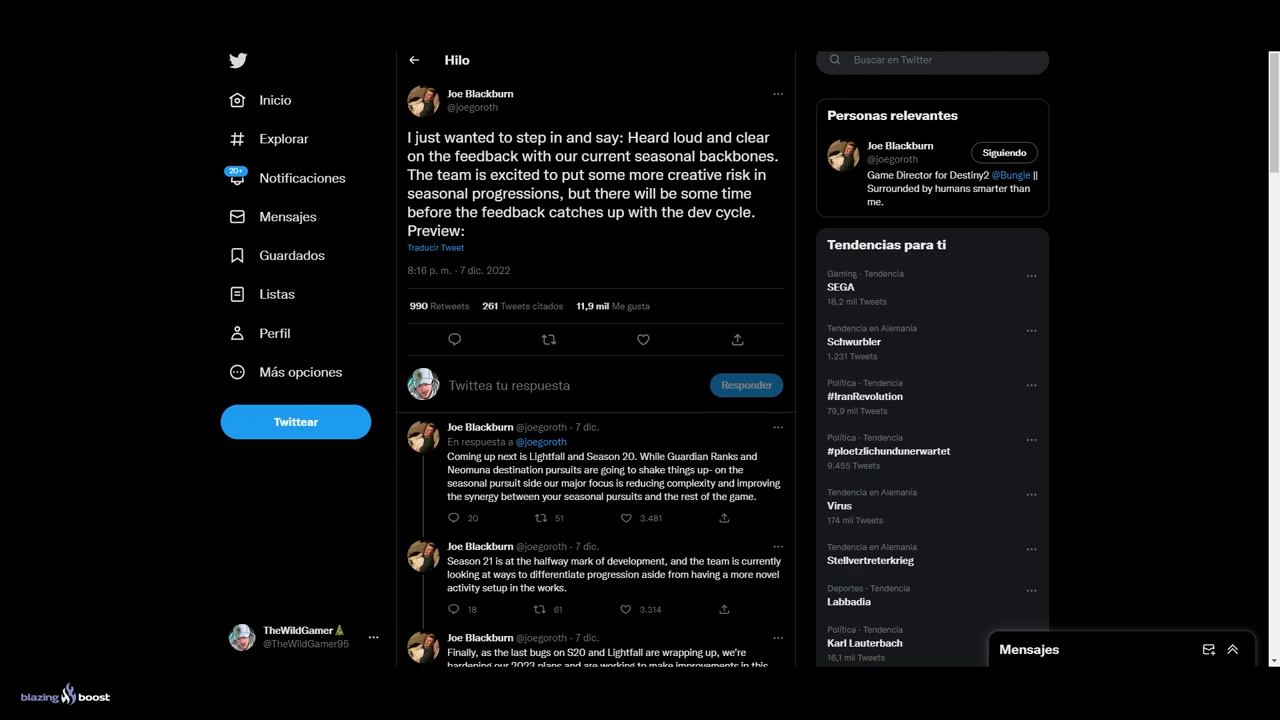 Inicio
Explorar
20+
Notificaciones
Mensajes
Guardados
Listas
Perfil
Más opciones
Twittear
TheWildGamer
@TheWildGamer95
Hilo
Joe Blackburn
@joegoroth
I just wanted to step in and say: Heard loud and clear
on the feedback with our current seasonal backbones.
The team is excited to put some more creative risk in
seasonal progressions, but there will be some time
before the feedback catches up with the dev cycle.
Preview:
Traducir Tweet
8:16 p. m. · 7 dic. 2022
990 Retweets 261 Tweets citados 11,9 mil Me gusta
Twittea tu respuesta
Responder
Joe Blackburn @joegoroth · 7 dic.
En respuesta a @joegoroth
Coming up next is Lightfall and Season 20. While Guardian Ranks and
Neomuna destination pursuits are going to shake things up- on the
seasonal pursuit side our major focus is reducing complexity and improving
the synergy between your seasonal pursuits and the rest of the game.
20 51 3.481
Joe Blackburn @joegoroth · 7 dic.
Season 21 is at the halfway mark of development, and the team is currently
looking at ways to differentiate progression aside from having a more novel
activity setup in the works.
18 61 3.314
Joe Blackburn @joegoroth · 7 dic.
Finally, as the last bugs on S20 and Lightfall are wrapping up, we're
hardening our 2023 plans and are working to make improvements in this
Buscar en Twitter
Personas relevantes
Joe Blackburn
@joegoroth
Siguiendo
Game Director for Destiny2 @Bungie ||
Surrounded by humans smarter than
me.
Tendencias para ti
Gaming · Tendencia
SEGA
18,2 mil Tweets
Tendencia en Alemania
Schwurbler
1.231 Tweets
Política · Tendencia
#IranRevolution
79,9 mil Tweets
Política · Tendencia
#ploetzlichundunerwartet
9.455 Tweets
Tendencia en Alemania
Virus
174 mil Tweets
Tendencia en Alemania
Stellvertreterkrieg
Deportes · Tendencia
Labbadia
Política · Tendencia
Karl Lauterbach
16,1 mil Tweets
Mensajes
blazing boost